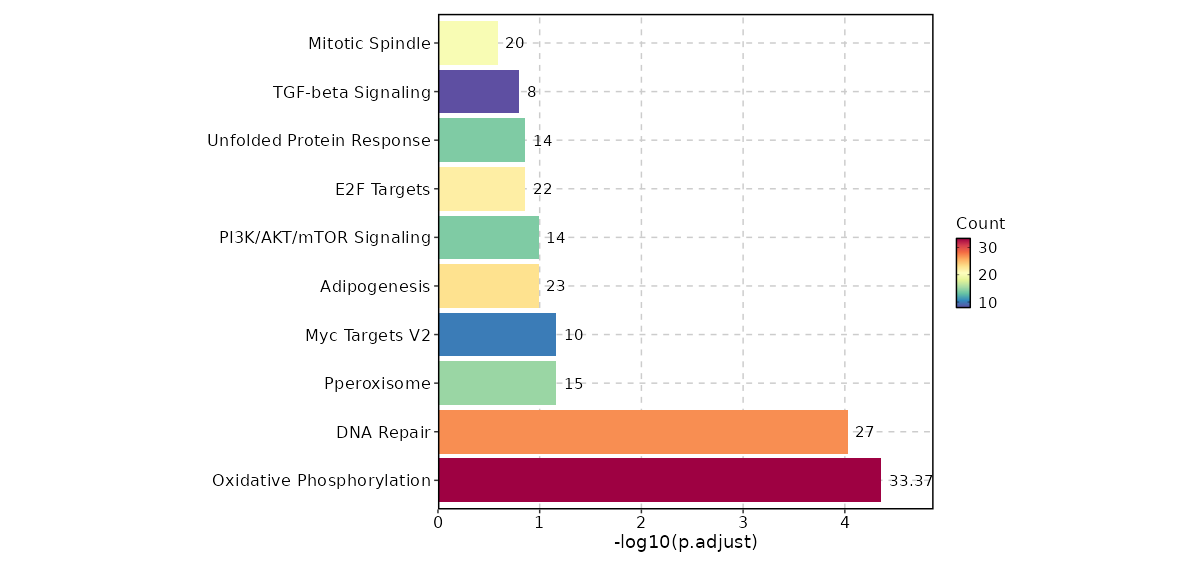 Mitotic Spindle 20
TGF-beta Signaling 8
Unfolded Protein Response 14
E2F Targets 22
PI3K/AKT/mTOR Signaling 14
Adipogenesis 23
Myc Targets V2 10
Pperoxisome 15
DNA Repair 27
Oxidative Phosphorylation 33.37
0 1 2 3 4
-log10(p.adjust)
Count
30
20
10